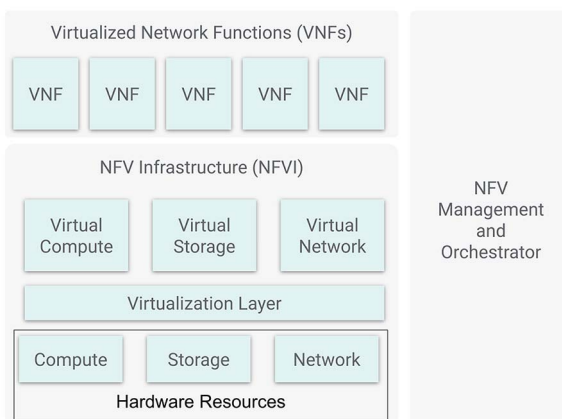 Virtualized Network Functions (VNFs)
VNF VNF VNF VNF VNF
NFV Infrastructure (NFVI)
Virtual
Compute
Virtual
Storage
Virtual
Network
Virtualization Layer
Compute Storage Network
Hardware Resources
NFV
Management
and
Orchestrator